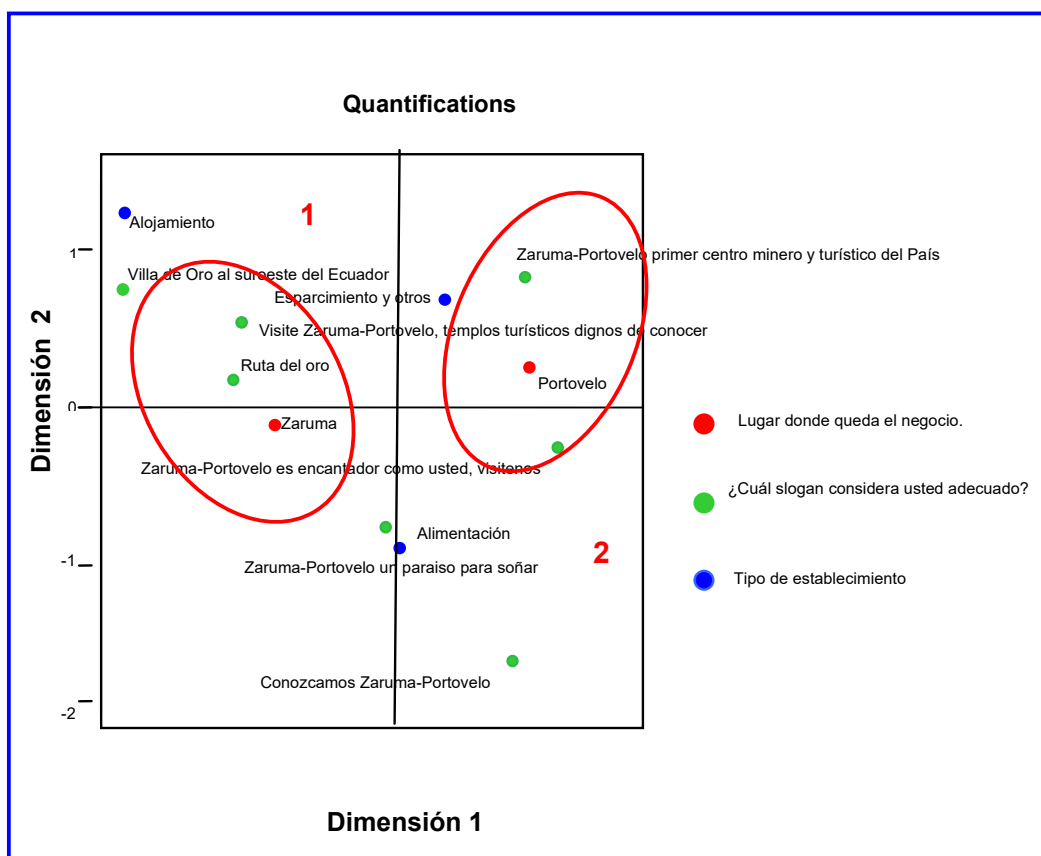 Quantifications
1
Alojamiento
Zaruma-Portovelo primer centro minero y turístico del País
1
Villa de Oro al suroeste del Ecuador
Esparcimiento y otros
Visite Zaruma-Portovelo, templos turísticos dignos de conocer
Ruta del oro
Portovelo
0
Zaruma
Lugar donde queda el negocio.
Zaruma-Portovelo es encantador como usted, visitenos
¿Cuál slogan considera usted adecuado?
Alimentación
2
-1
Zaruma-Portovelo un paraiso para soñar
Tipo de establecimiento
Conozcamos Zaruma-Portovelo
-2
Dimensión 2
Dimensión 1